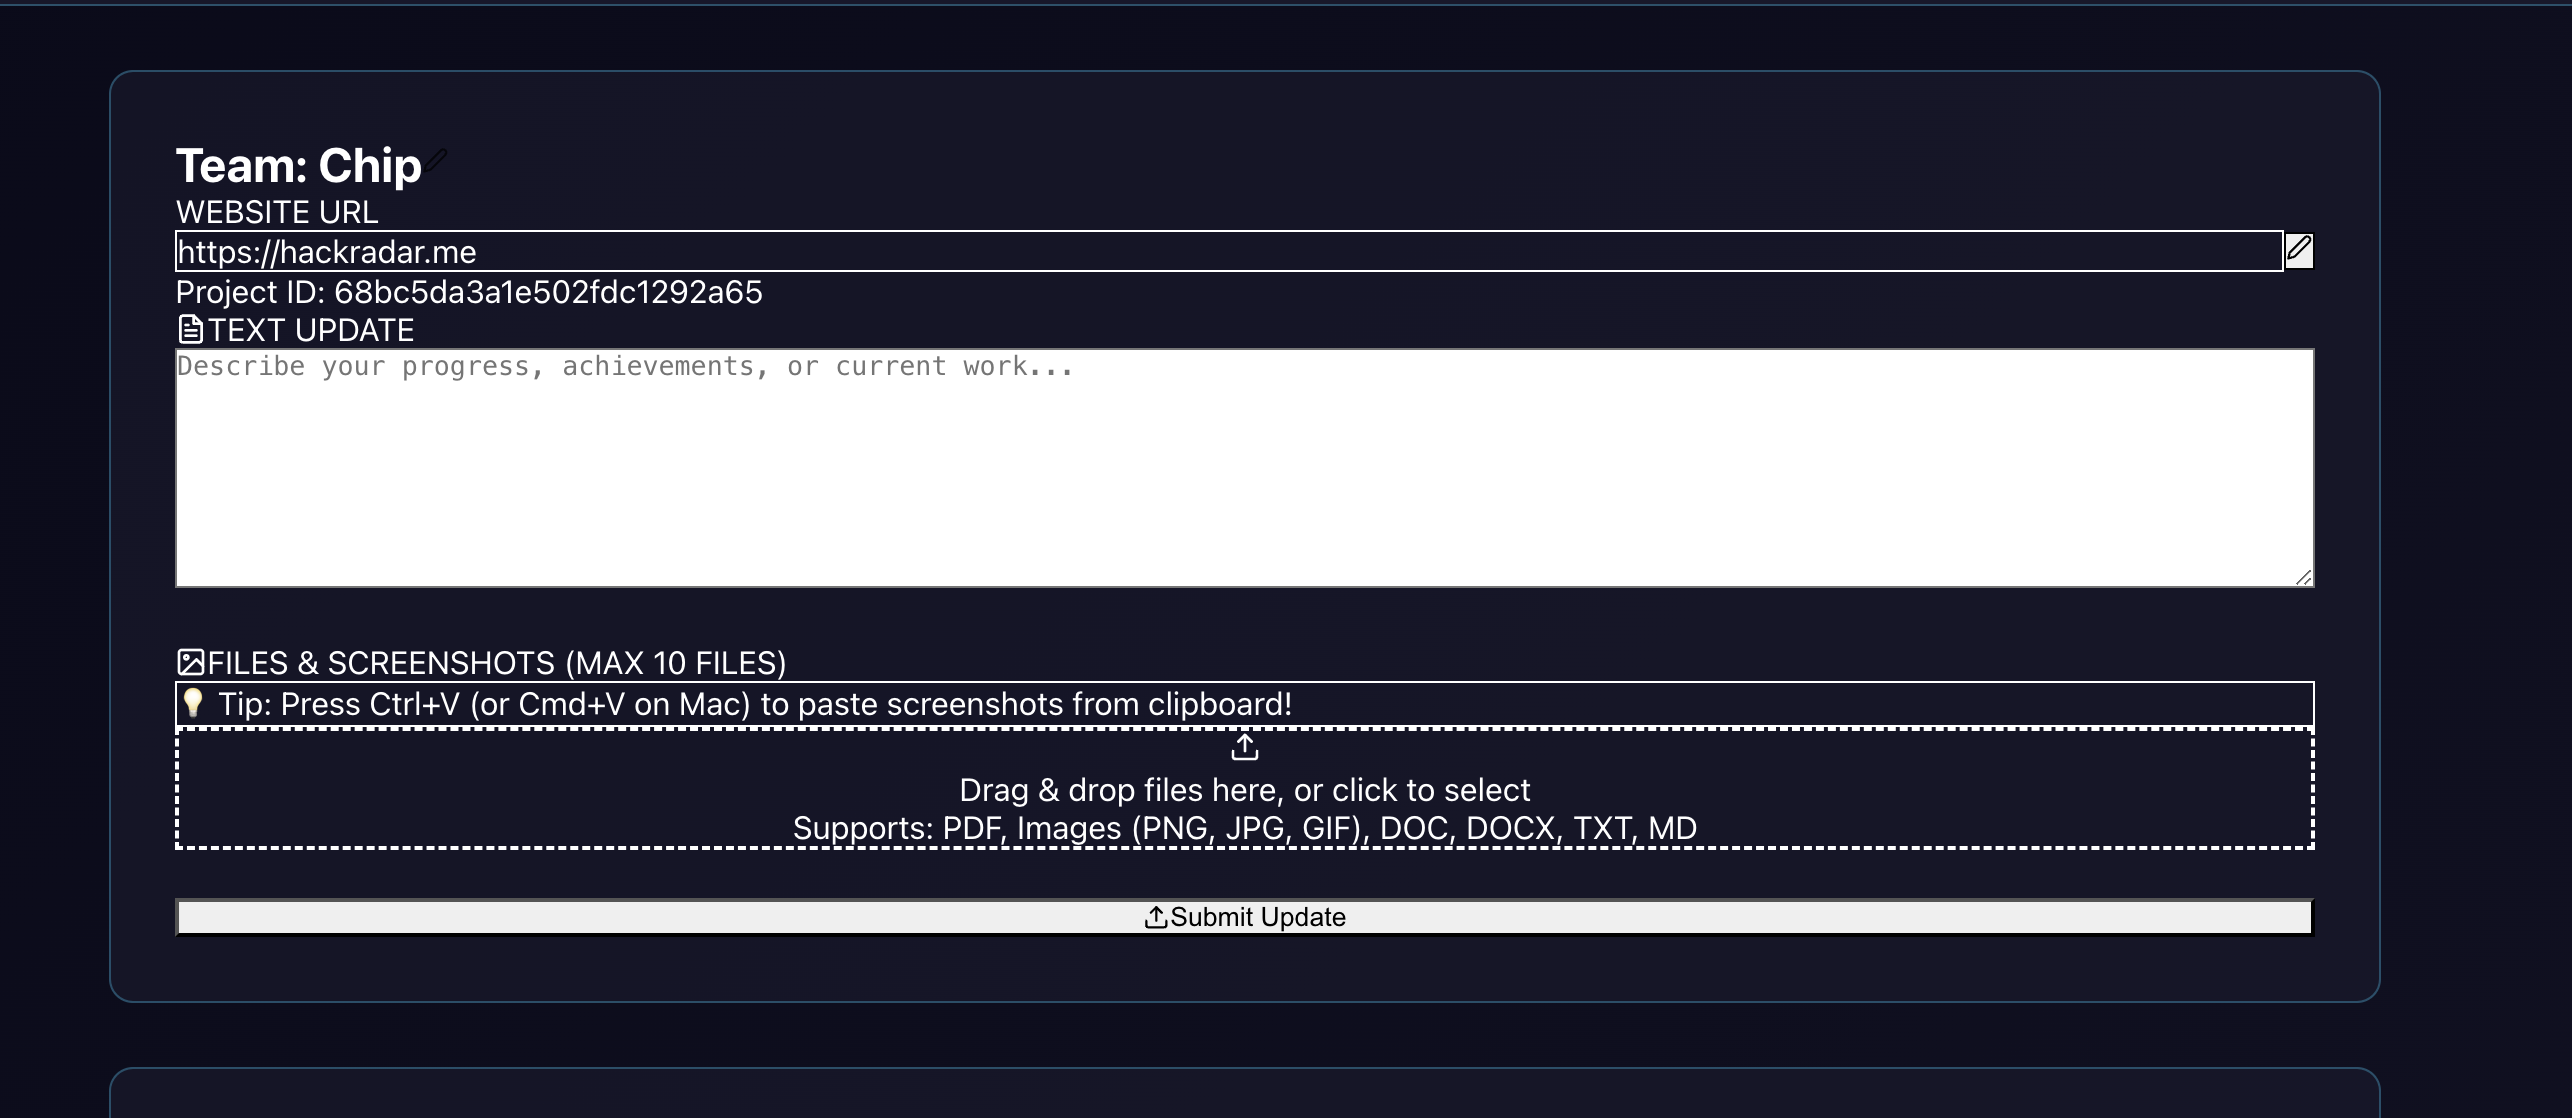 Team: Chip
WEBSITE URL
https://hackradar.me
Project ID: 68bc5da3a1e502fdc1292a65
TEXT UPDATE
Describe your progress, achievements, or current work...
FILES & SCREENSHOTS (MAX 10 FILES)
💡 Tip: Press Ctrl+V (or Cmd+V on Mac) to paste screenshots from clipboard!
Drag & drop files here, or click to select
Supports: PDF, Images (PNG, JPG, GIF), DOC, DOCX, TXT, MD
Submit Update